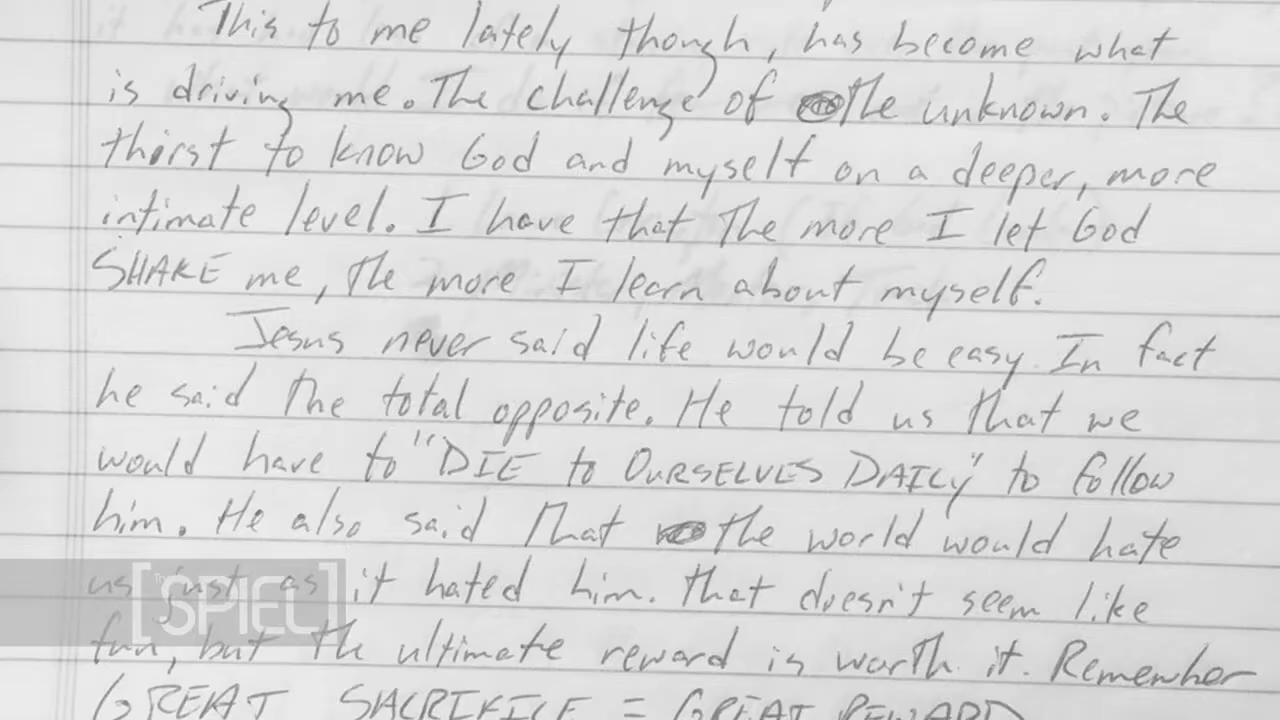 This to me lately though, has become what
is driving me. The challenge of the unknown. The
thirst to know God and myself on a deeper, more
intimate level. I have that the more I let God
SHAKE me, the more I learn about myself.
Jesus never said life would be easy. In fact
he said the total opposite. He told us that we
would have to "DIE to OURSELVES DAILY" to follow
him. He also said that the world would hate
us just as it hated him. That doesn't seem like
[the SPIEL]
fun, but the ultimate reward is worth it. Remember
GREAT SACRIFICE = GREAT REWARD